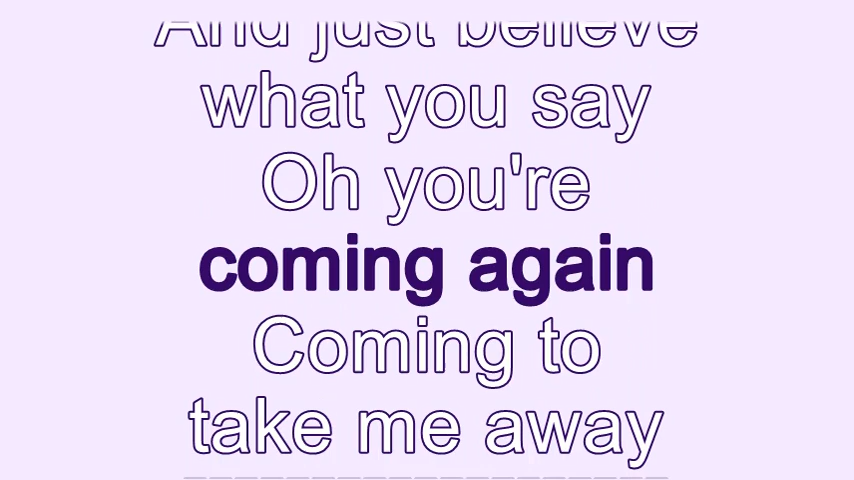 And just believe
what you say
Oh you're
coming again
Coming to
take me away